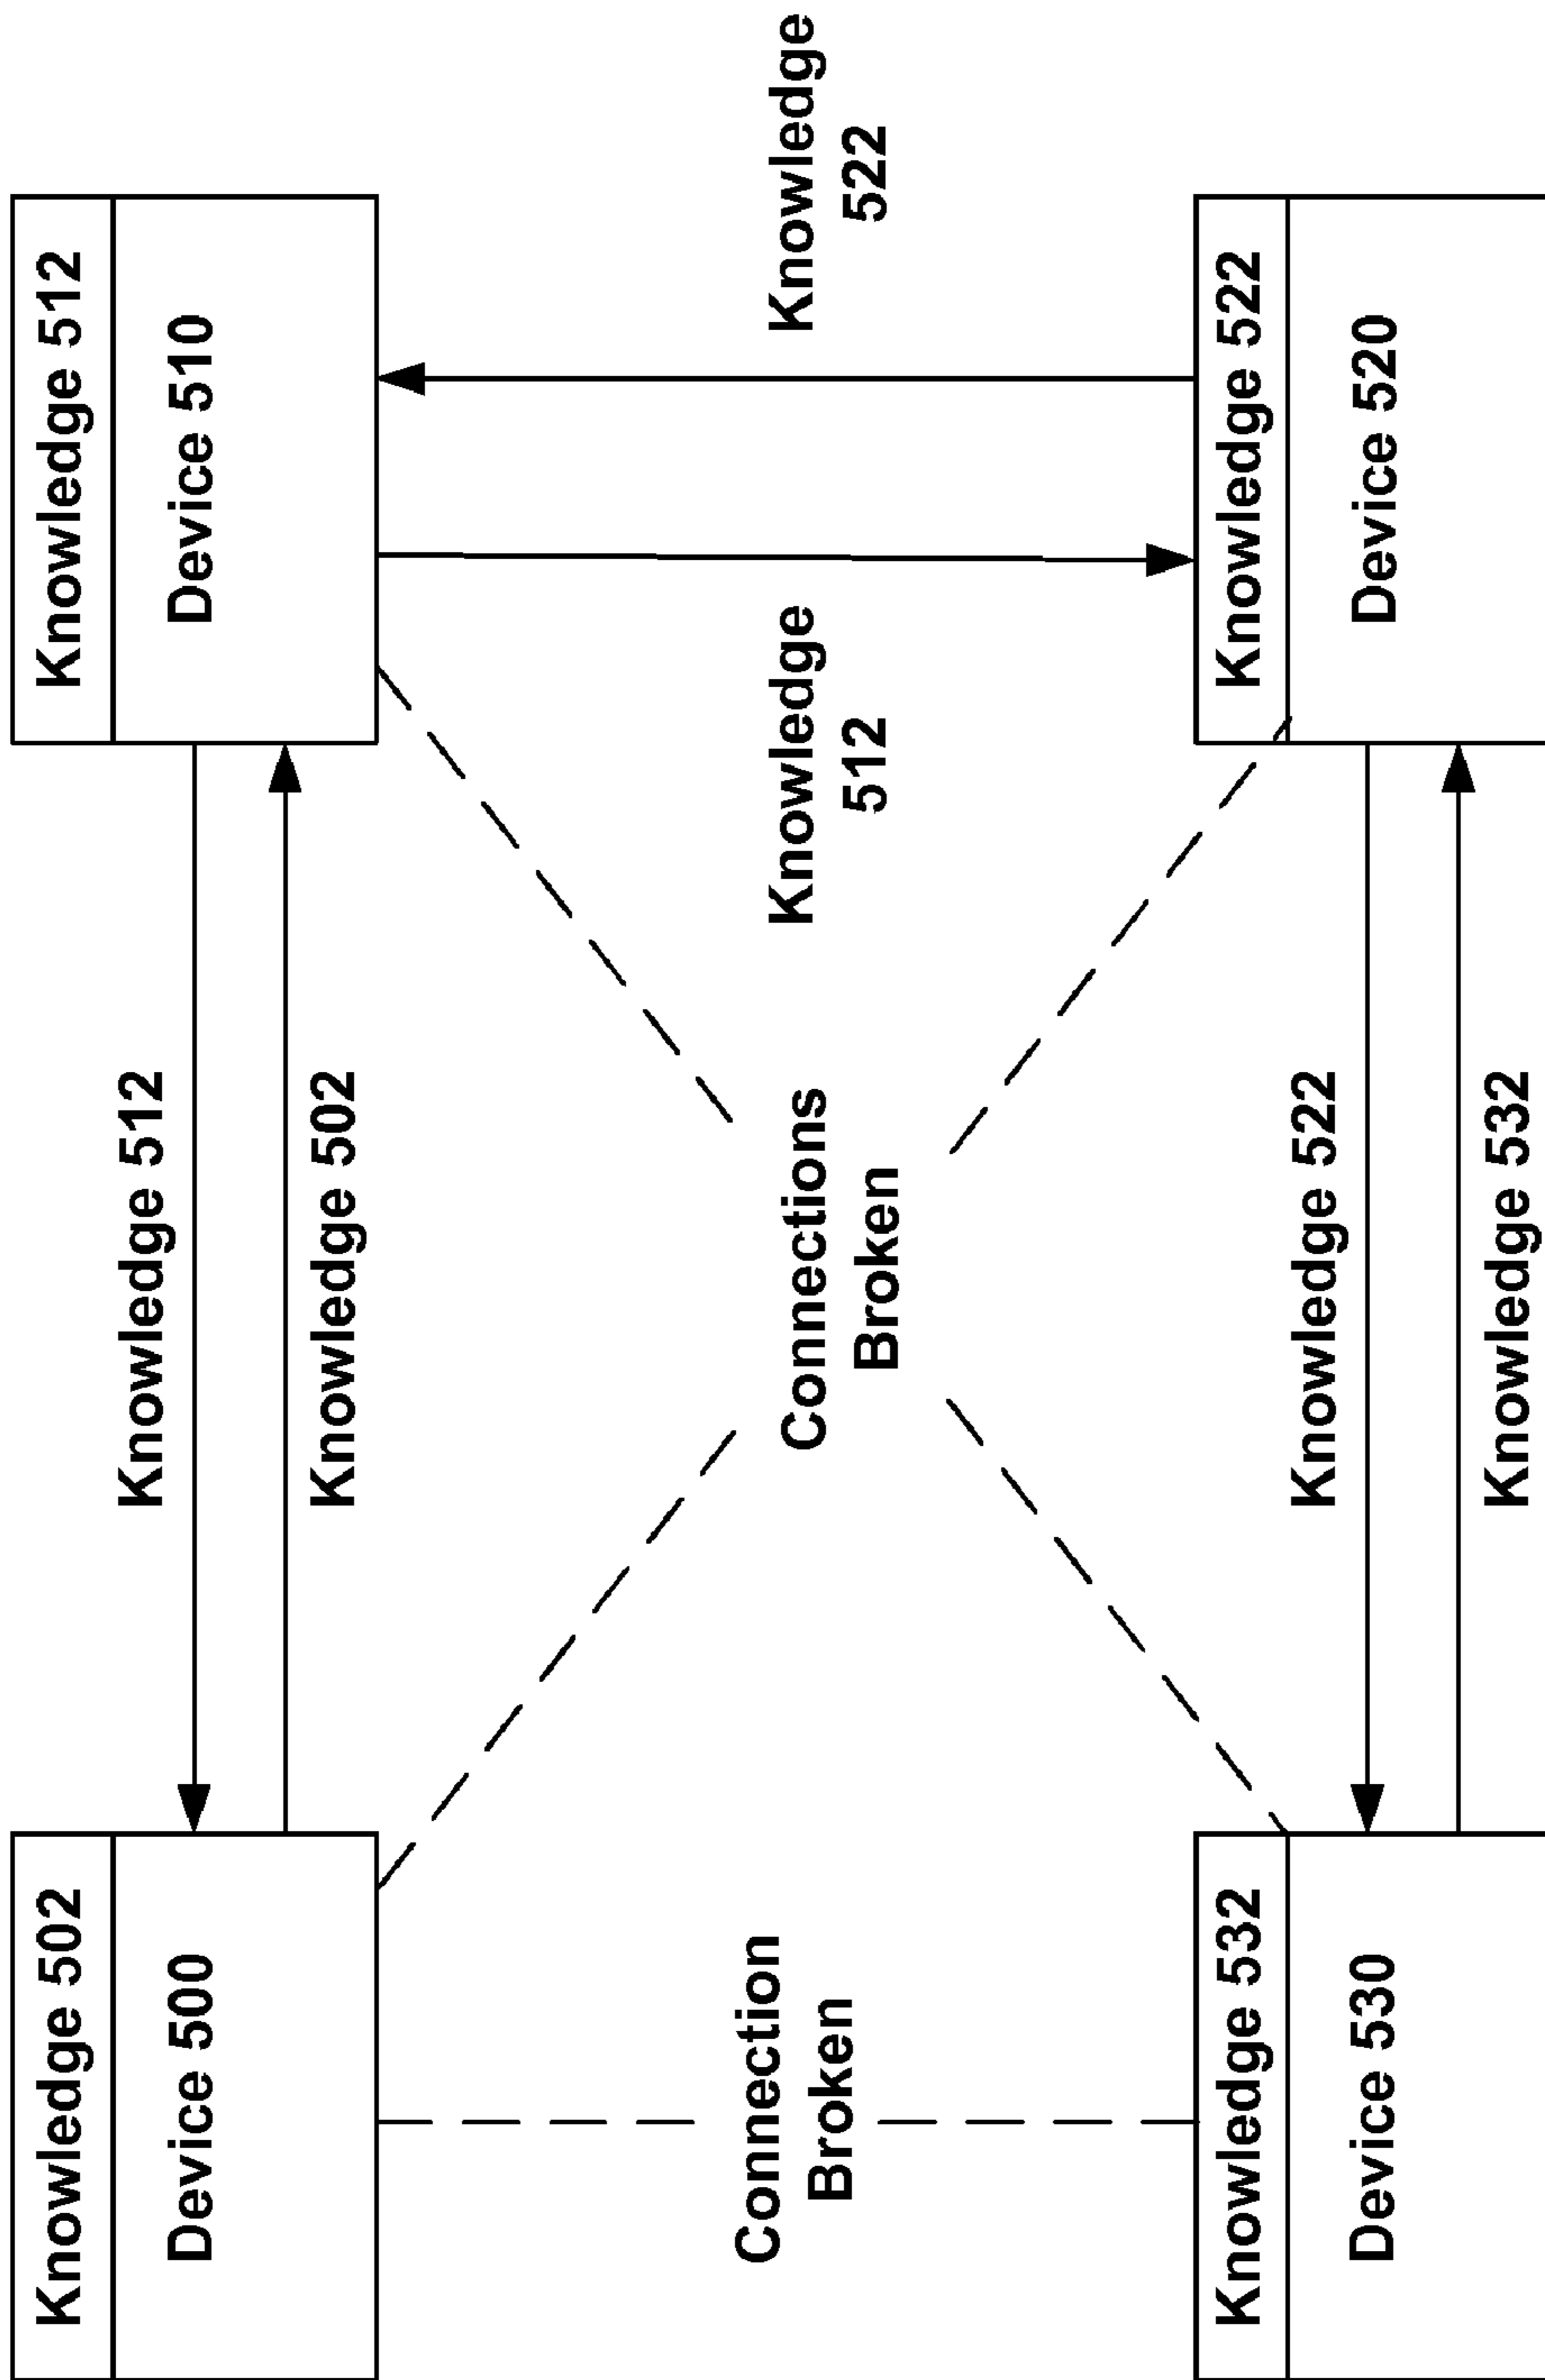 Knowledge 502
Device 500
Knowledge 512
Knowledge 502
Knowledge 512
Device 510
Connection
Broken
Connections
Broken
Knowledge
512
Knowledge
522
Knowledge 532
Device 530
Knowledge 522
Knowledge 532
Knowledge 522
Device 520